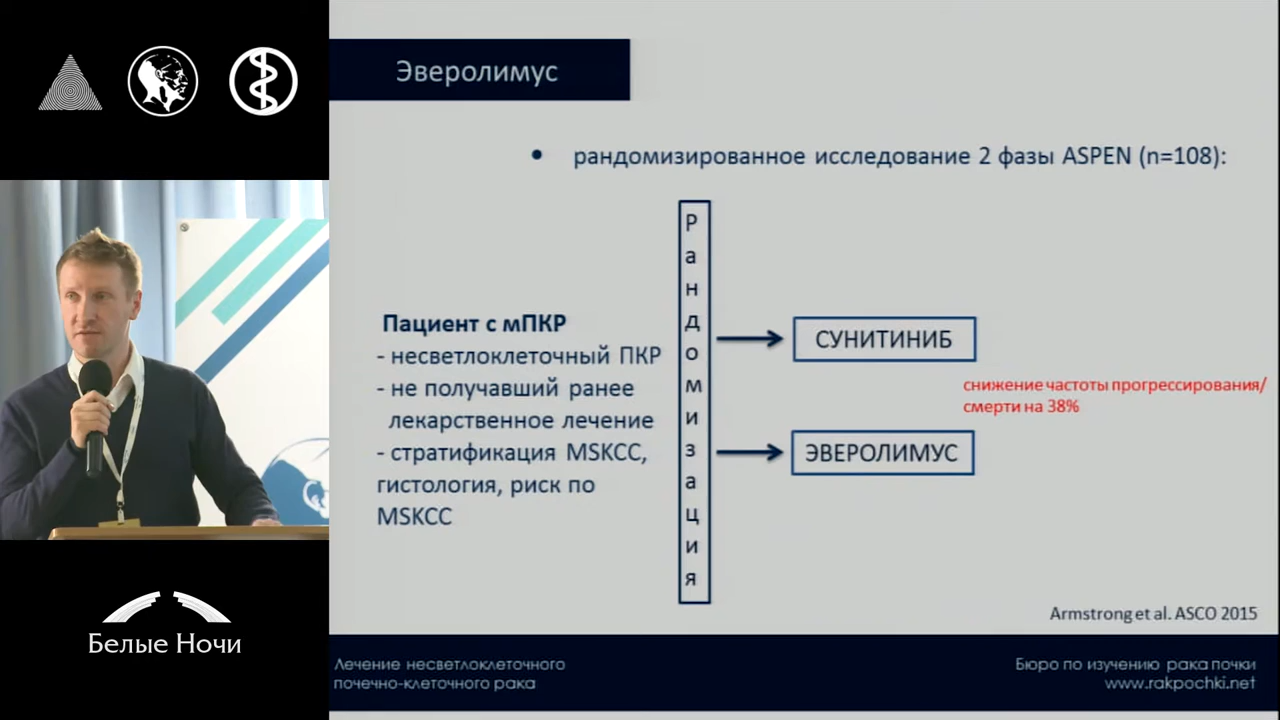 Эверолимус
• рандомизированное исследование 2 фазы ASPEN (n=108):
Рандомизация
Пациент с мПКР
- несветлоклеточный ПКР
- не получавший ранее
лекарственное лечение
- стратификация MSKCC,
гистология, риск по
MSKCC
СУНИТИНИБ
снижение частоты прогрессирования/
смерти на 38%
ЭВЕРОЛИМУС
Armstrong et al. ASCO 2015
Лечение несветлоклеточного
почечно-клеточного рака
Бюро по изучению рака почки
www.rakpochki.net
Белые Ночи